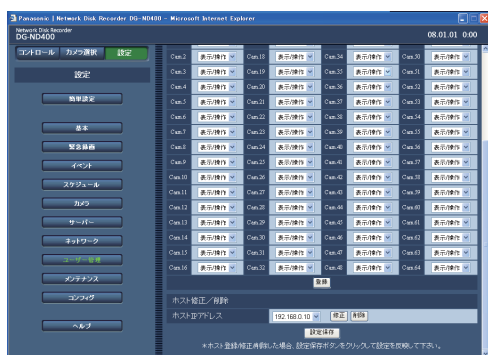 Panasonic | Network Disk Recorder DG-ND400 - Microsoft Internet Explorer
Network Disk Recorder
DG-ND400
08.01.01 0:00
コントロール カメラ選択 設定
設定
簡単設定
基本
緊急録画
イベント
スケジュール
カメラ
サーバー
ネットワーク
ユーザー管理
メンテナンス
コンフィグ
ヘルプ
Cam.2 表示/操作 Cam.18 表示/操作 Cam.34 表示/操作 Cam.50 表示/操作
Cam.3 表示/操作 Cam.19 表示/操作 Cam.35 表示/操作 Cam.51 表示/操作
Cam.4 表示/操作 Cam.20 表示/操作 Cam.36 表示/操作 Cam.52 表示/操作
Cam.5 表示/操作 Cam.21 表示/操作 Cam.37 表示/操作 Cam.53 表示/操作
Cam.6 表示/操作 Cam.22 表示/操作 Cam.38 表示/操作 Cam.54 表示/操作
Cam.7 表示/操作 Cam.23 表示/操作 Cam.39 表示/操作 Cam.55 表示/操作
Cam.8 表示/操作 Cam.24 表示/操作 Cam.40 表示/操作 Cam.56 表示/操作
Cam.9 表示/操作 Cam.25 表示/操作 Cam.41 表示/操作 Cam.57 表示/操作
Cam.10 表示/操作 Cam.26 表示/操作 Cam.42 表示/操作 Cam.58 表示/操作
Cam.11 表示/操作 Cam.27 表示/操作 Cam.43 表示/操作 Cam.59 表示/操作
Cam.12 表示/操作 Cam.28 表示/操作 Cam.44 表示/操作 Cam.60 表示/操作
Cam.13 表示/操作 Cam.29 表示/操作 Cam.45 表示/操作 Cam.61 表示/操作
Cam.14 表示/操作 Cam.30 表示/操作 Cam.46 表示/操作 Cam.62 表示/操作
Cam.15 表示/操作 Cam.31 表示/操作 Cam.47 表示/操作 Cam.63 表示/操作
Cam.16 表示/操作 Cam.32 表示/操作 Cam.48 表示/操作 Cam.64 表示/操作
登録
ホスト修正／削除
ホストIPアドレス 192.168.0.10 修正 削除
設定保存
※ホスト登録/修正/削除した場合、設定保存ボタンをクリックして設定を反映して下さい。